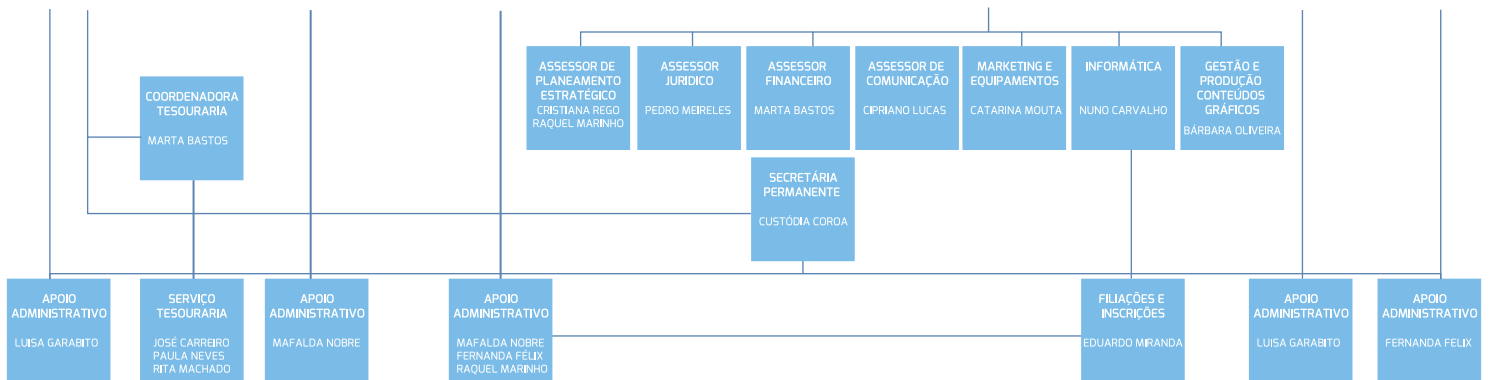 ASSESSOR DE
PLANEAMENTO
ESTRATÉGICO
CRISTIANA REGO
RAQUEL MARINHO
ASSESSOR
JURIDICO
PEDRO MEIRELES
ASSESSOR
FINANCEIRO
MARTA BASTOS
ASSESSOR DE
COMUNICAÇÃO
CIPRIANO LUCAS
MARKETING E
EQUIPAMENTOS
CATARINA MOUTA
INFORMÁTICA
NUNO CARVALHO
GESTÃO E
PRODUÇÃO
CONTEÚDOS
GRÁFICOS
BÁRBARA OLIVEIRA
COORDENADORA
TESOURARIA
MARTA BASTOS
SECRETÁRIA
PERMANENTE
CUSTÓDIA COROA
APOIO
ADMINISTRATIVO
LUISA GARABITO
SERVIÇO
TESOURARIA
JOSÉ CARREIRO
PAULA NEVES
RITA MACHADO
APOIO
ADMINISTRATIVO
MAFALDA NOBRE
APOIO
ADMINISTRATIVO
MAFALDA NOBRE
FERNANDA FÉLIX
RAQUEL MARINHO
FILIAÇÕES E
INSCRIÇÕES
EDUARDO MIRANDA
APOIO
ADMINISTRATIVO
LUISA GARABITO
APOIO
ADMINISTRATIVO
FERNANDA FELIX